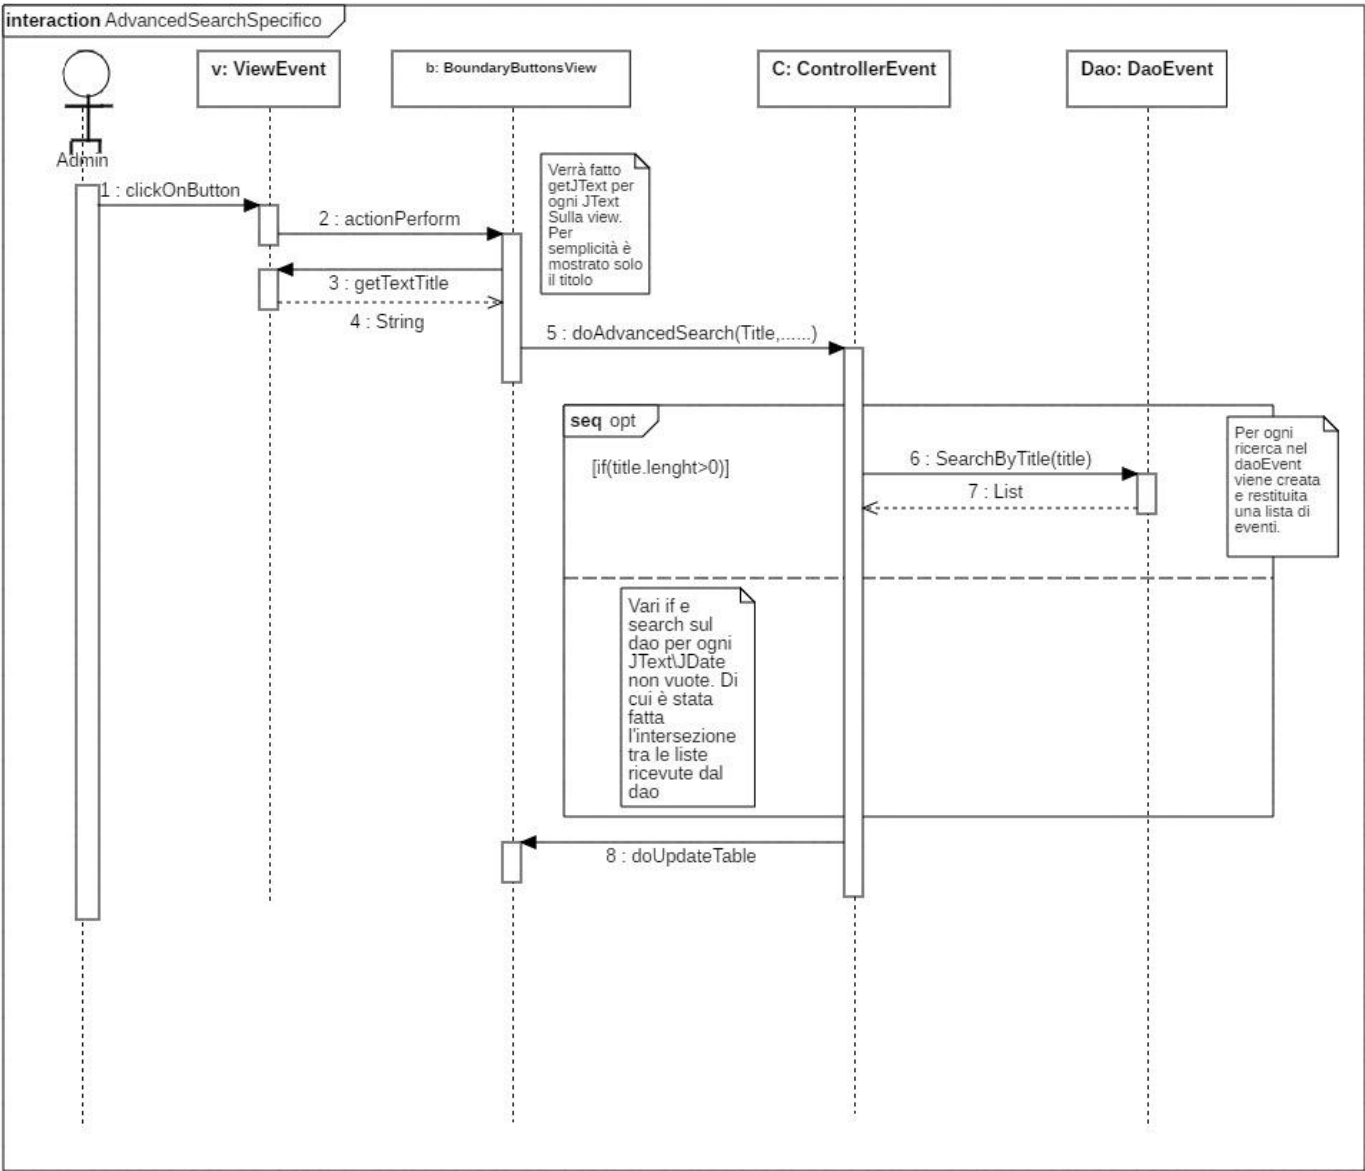 interaction AdvancedSearchSpecifico
v: ViewEvent
b: BoundaryButtonsView
C: ControllerEvent
Dao: DaoEvent
Admin
1 : clickOnButton
2 : actionPerform
Verrà fatto
getJText per
ogni JText
Sulla view.
Per
semplicità è
mostrato solo
il titolo
3 : getTextTitle
4 : String
5 : doAdvancedSearch(Title,......)
seq opt
[if(title.lenght>0)]
6 : SearchByTitle(title)
7 : List
Per ogni
ricerca nel
daoEvent
viene creata
e restituita
una lista di
eventi.
Vari if e
search sul
dao per ogni
JText\JDate
non vuote. Di
cui è stata
fatta
l'intersezione
tra le liste
ricevute dal
dao
8 : doUpdateTable